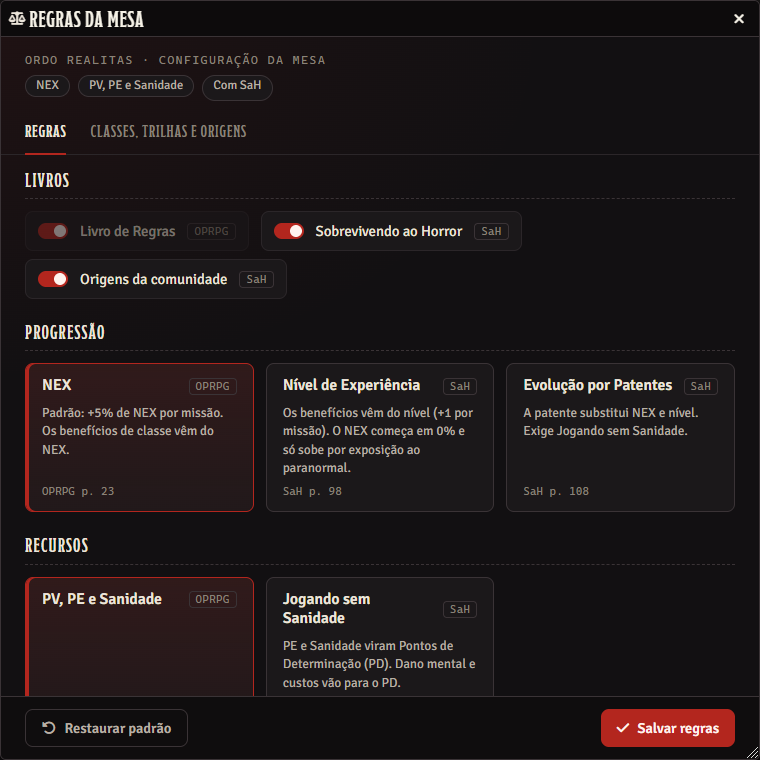 REGRAS DA MESA
ORDO REALITAS · CONFIGURAÇÃO DA MESA
NEX
PV, PE e Sanidade
Com SaH
REGRAS
CLASSES, TRILHAS E ORIGENS
LIVROS
Livro de Regras OPRPG
Sobrevivendo ao Horror SaH
Origens da comunidade SaH
PROGRESSÃO
NEX OPRPG
Padrão: +5% de NEX por missão.
Os benefícios de classe vêm do
NEX.
OPRPG p. 23
Nível de Experiência SaH
Os benefícios vêm do nível (+1 por
missão). O NEX começa em 0% e
só sobe por exposição ao
paranormal.
SaH p. 98
Evolução por Patentes SaH
A patente substitui NEX e nível.
Exige Jogando sem Sanidade.
SaH p. 108
RECURSOS
PV, PE e Sanidade OPRPG
Jogando sem
Sanidade SaH
PE e Sanidade viram Pontos de
Determinação (PD). Dano mental e
custos vão para o PD.
Restaurar padrão
Salvar regras